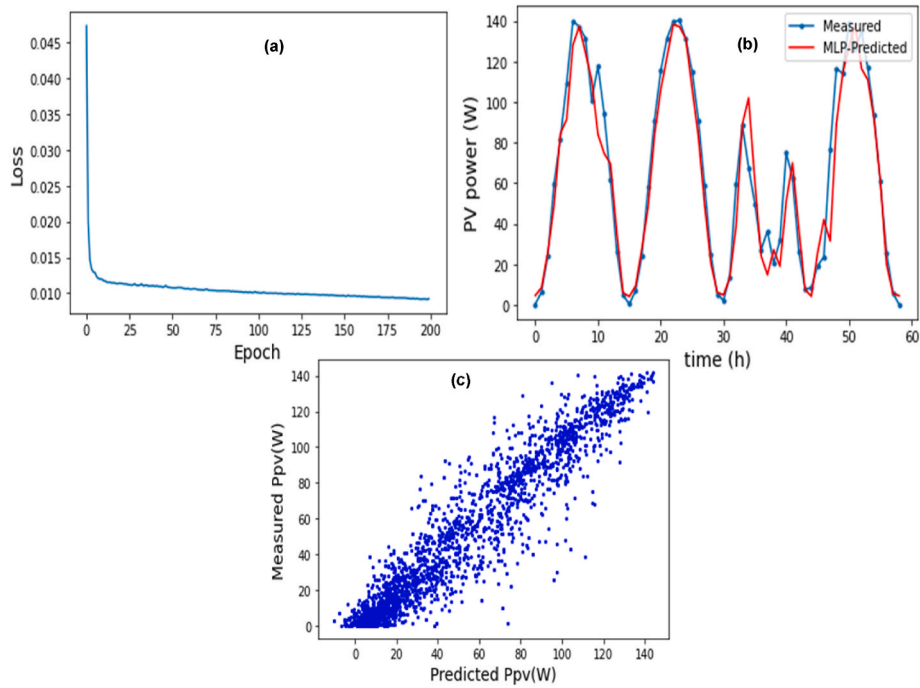 (a)
Loss
0.045
0.040
0.035
0.030
0.025
0.020
0.015
0.010
0 25 50 75 100 125 150 175 200
Epoch
(b)
Measured
MLP-Predicted
PV power (W)
140
120
100
80
60
40
20
0
0 10 20 30 40 50 60
time (h)
(c)
Measured Ppv(W)
140
120
100
80
60
40
20
0
0 20 40 60 80 100 120 140
Predicted Ppv(W)